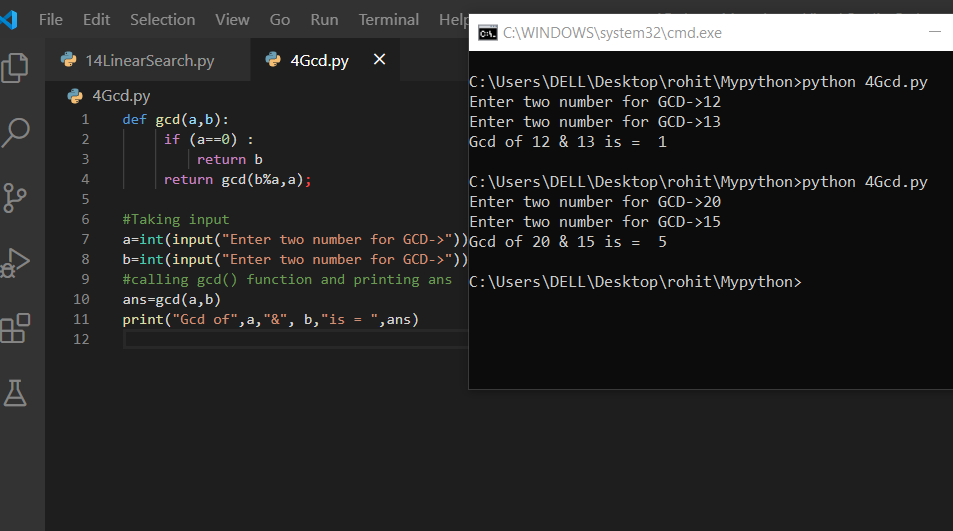 File Edit Selection View Go Run Terminal Help
14LinearSearch.py 4Gcd.py
4Gcd.py
1 def gcd(a,b):
2 if (a==0) :
3 return b
4 return gcd(b%a,a);
5
6 #Taking input
7 a=int(input("Enter two number for GCD->"))
8 b=int(input("Enter two number for GCD->"))
9 #calling gcd() function and printing ans
10 ans=gcd(a,b)
11 print("Gcd of",a,"&", b,"is = ",ans)
12
C:\WINDOWS\system32\cmd.exe
C:\Users\DELL\Desktop\rohit\Mypython>python 4Gcd.py
Enter two number for GCD->12
Enter two number for GCD->13
Gcd of 12 & 13 is =  1
C:\Users\DELL\Desktop\rohit\Mypython>python 4Gcd.py
Enter two number for GCD->20
Enter two number for GCD->15
Gcd of 20 & 15 is =  5
C:\Users\DELL\Desktop\rohit\Mypython>